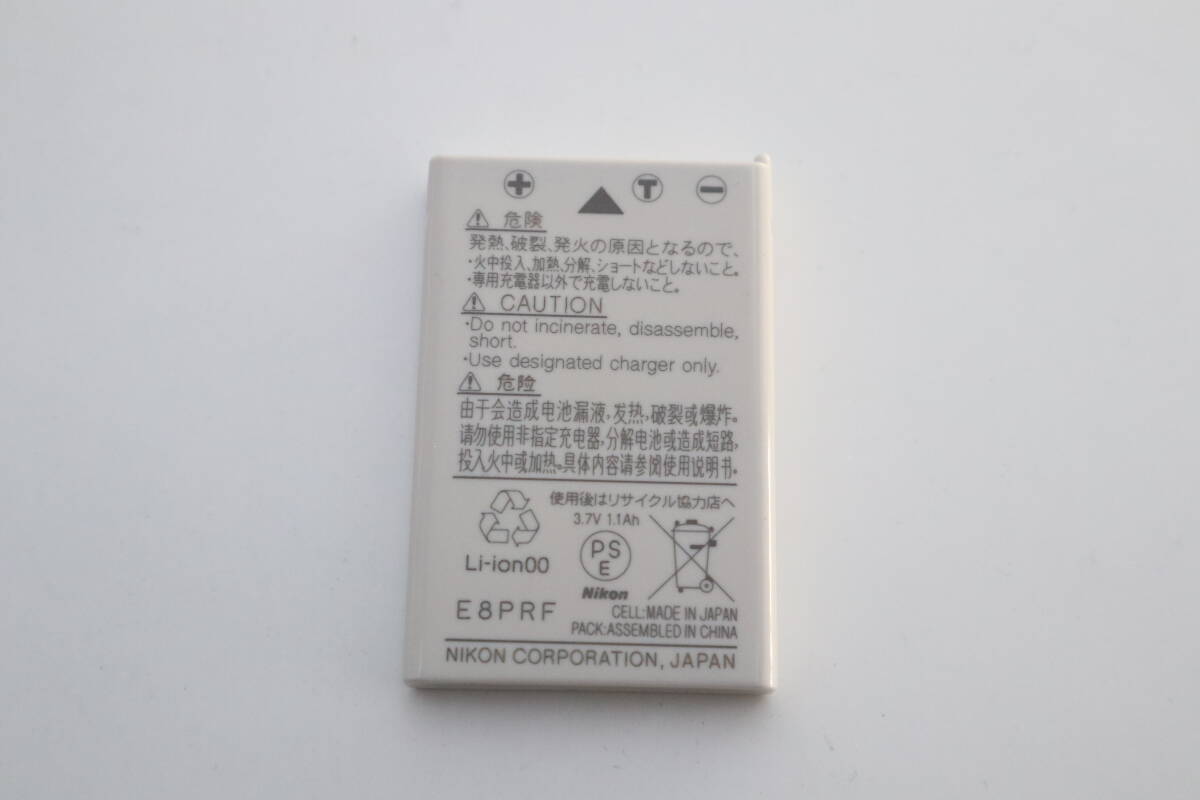 + T −
危険
発熱、破裂、発火の原因となるので、
・火中投入、加熱、分解、ショートなどしないこと。
・専用充電器以外で充電しないこと。
CAUTION
・Do not incinerate, disassemble,
short.
・Use designated charger only.
危险
由于会造成电池漏液,发热,破裂或爆炸。
请勿使用非指定充电器,分解电池或造成短路,
投入火中或加热。具体内容请参阅使用说明书。
使用後はリサイクル協力店へ
3.7V 1.1Ah
Li-ion00
PS
E
Nikon
E8PRF
CELL:MADE IN JAPAN
PACK:ASSEMBLED IN CHINA
NIKON CORPORATION, JAPAN